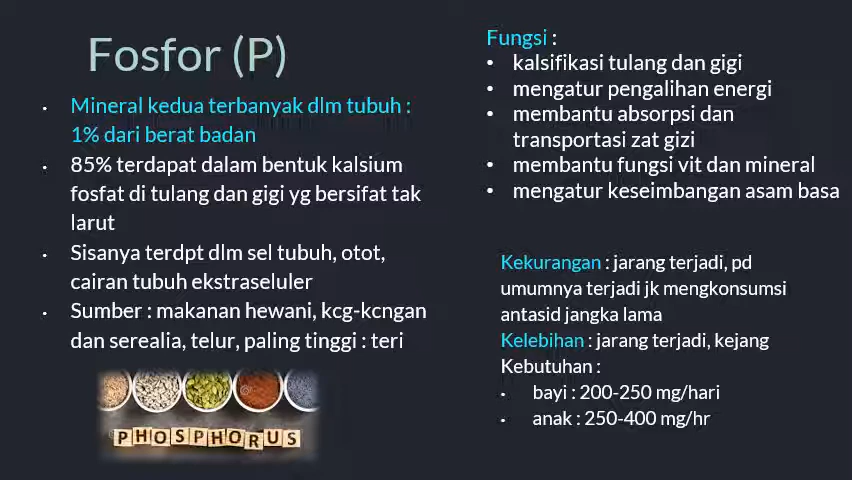 Fosfor (P)
• Mineral kedua terbanyak dlm tubuh :
1% dari berat badan
• 85% terdapat dalam bentuk kalsium
fosfat di tulang dan gigi yg bersifat tak
larut
• Sisanya terdpt dlm sel tubuh, otot,
cairan tubuh ekstraseluler
• Sumber : makanan hewani, kcg-kcngan
dan serealia, telur, paling tinggi : teri
PHOSPHORUS
Fungsi :
• kalsifikasi tulang dan gigi
• mengatur pengalihan energi
• membantu absorpsi dan
transportasi zat gizi
• membantu fungsi vit dan mineral
• mengatur keseimbangan asam basa
Kekurangan : jarang terjadi, pd
umumnya terjadi jk mengkonsumsi
antasid jangka lama
Kelebihan : jarang terjadi, kejang
Kebutuhan :
• bayi : 200-250 mg/hari
• anak : 250-400 mg/hr